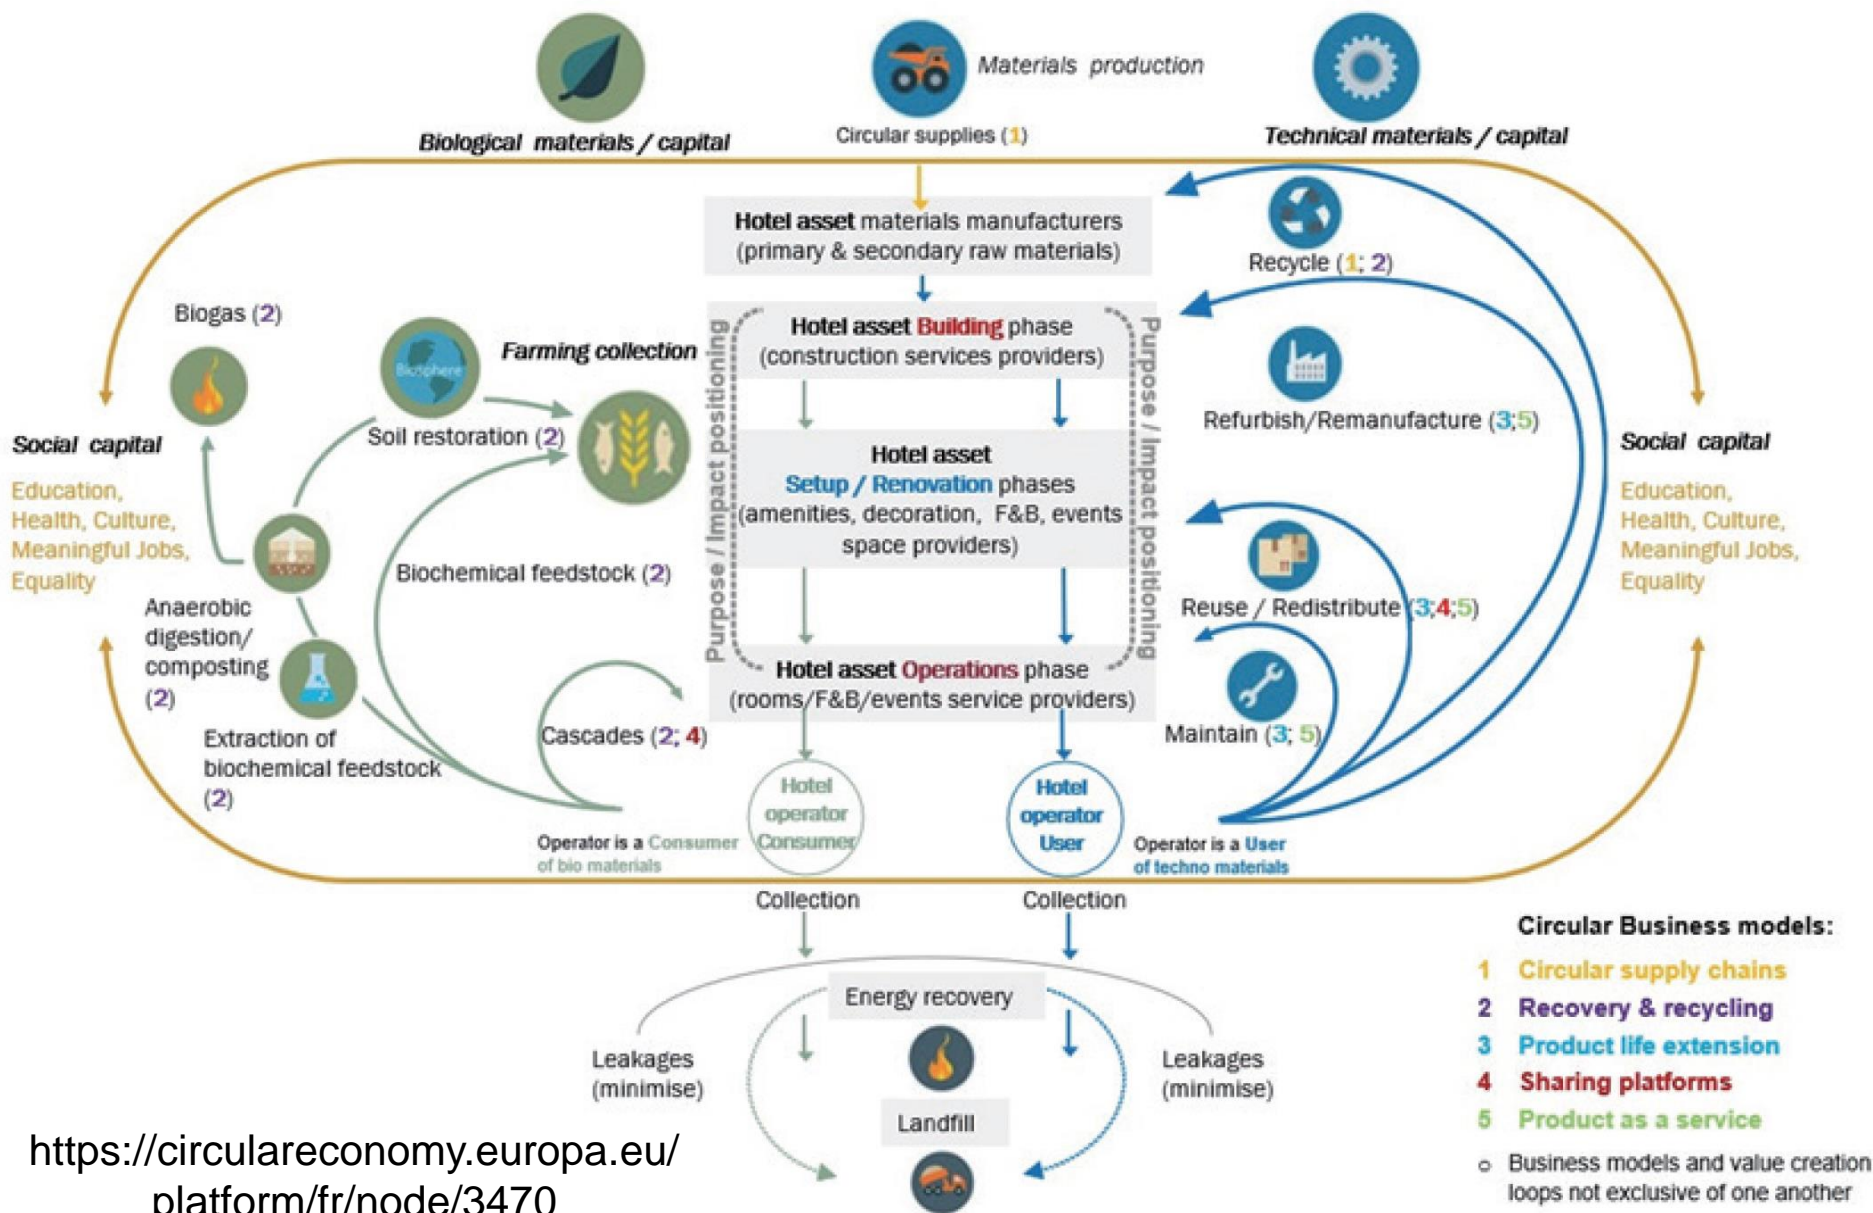 Materials production
Biological materials / capital
Circular supplies (1)
Technical materials / capital
Hotel asset materials manufacturers
(primary & secondary raw materials)
Recycle (1; 2)
Biogas (2)
Biosphere
Farming collection
Soil restoration (2)
Purpose / Impact positioning
Hotel asset Building phase
(construction services providers)
Purpose / Impact positioning
Refurbish/Remanufacture (3;5)
Social capital
Education,
Health, Culture,
Meaningful Jobs,
Equality
Hotel asset
Setup / Renovation phases
(amenities, decoration, F&B, events
space providers)
Social capital
Education,
Health, Culture,
Meaningful Jobs,
Equality
Biochemical feedstock (2)
Reuse / Redistribute (3;4;5)
Anaerobic
digestion/
composting
(2)
Hotel asset Operations phase
(rooms/F&B/events service providers)
Cascades (2; 4)
Maintain (3; 5)
Extraction of
biochemical feedstock
(2)
Hotel
operator
Consumer
Hotel
operator
User
Operator is a Consumer
of bio materials
Operator is a User
of techno materials
Collection
Collection
Energy recovery
Leakages
(minimise)
Leakages
(minimise)
Landfill
Circular Business models:
1 Circular supply chains
2 Recovery & recycling
3 Product life extension
4 Sharing platforms
5 Product as a service
o Business models and value creation
loops not exclusive of one another
https://circulareconomy.europa.eu/
platform/fr/node/3470